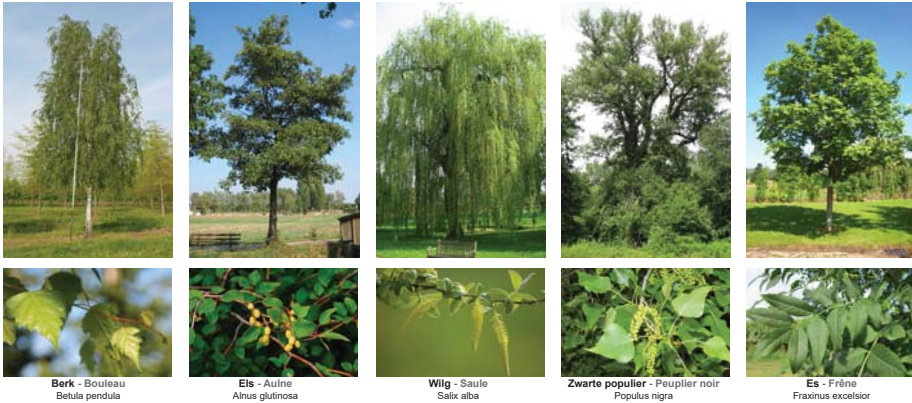 Berk - Bouleau
Betula pendula
Els - Aulne
Alnus glutinosa
Wilg - Saule
Salix alba
Zwarte populier - Peuplier noir
Populus nigra
Es - Frêne
Fraxinus excelsior